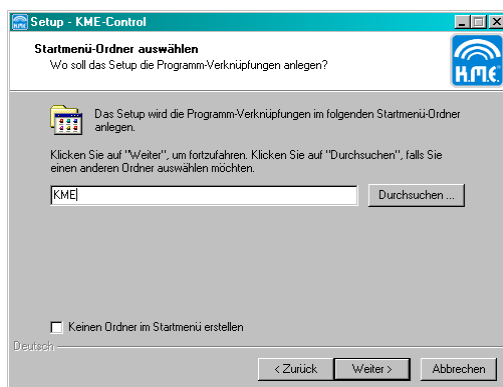 Setup - KME-Control
Startmenü-Ordner auswählen
Wo soll das Setup die Programm-Verknüpfungen anlegen?
K.M.E.
Das Setup wird die Programm-Verknüpfungen im folgenden Startmenü-Ordner
anlegen.
Klicken Sie auf "Weiter", um fortzufahren. Klicken Sie auf "Durchsuchen", falls Sie
einen anderen Ordner auswählen möchten.
KME
Durchsuchen ...
Keinen Ordner im Startmenü erstellen
Deutsch
< Zurück
Weiter >
Abbrechen